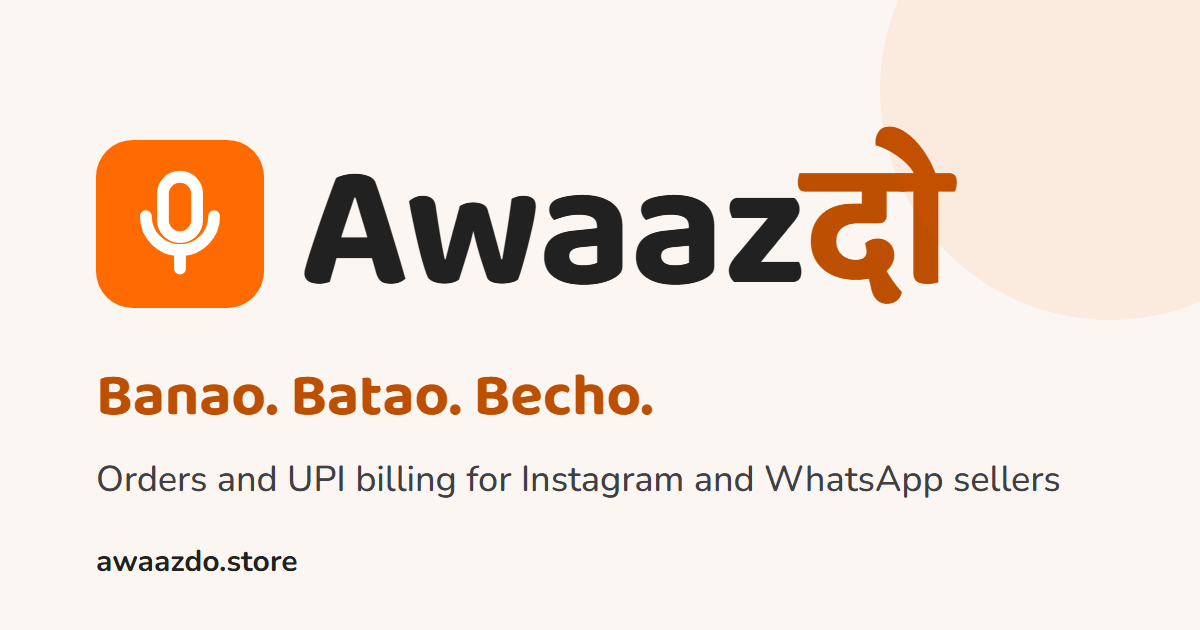 Awaazदो
Banao. Batao. Becho.
Orders and UPI billing for Instagram and WhatsApp sellers
awaazdo.store